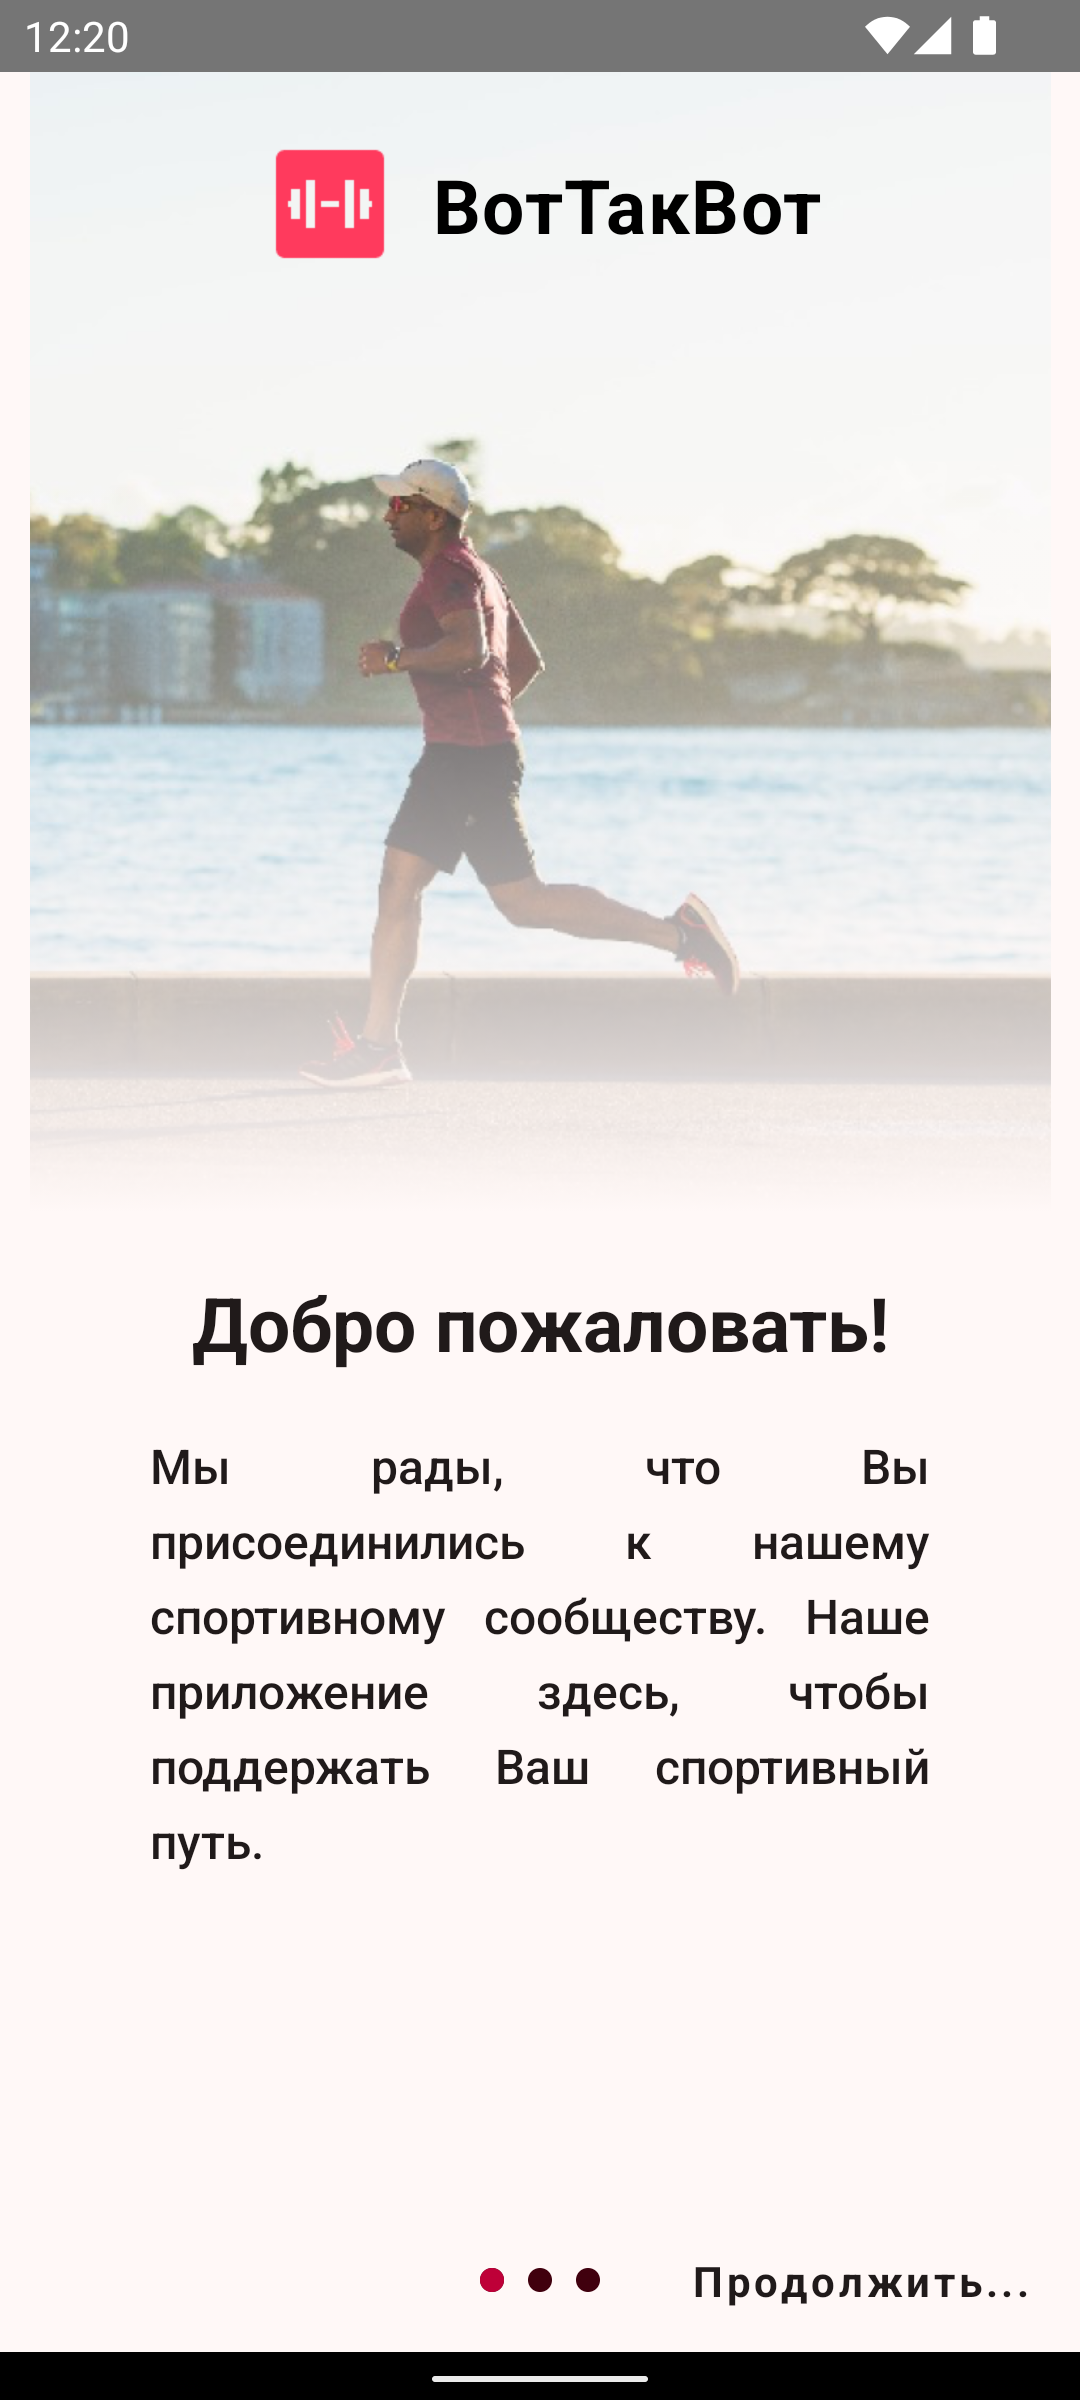 12:20
ВотТакВот
Добро пожаловать!
Мы рады, что Вы
присоединились к нашему
спортивному сообществу. Наше
приложение здесь, чтобы
поддержать Ваш спортивный
путь.
Продолжить...